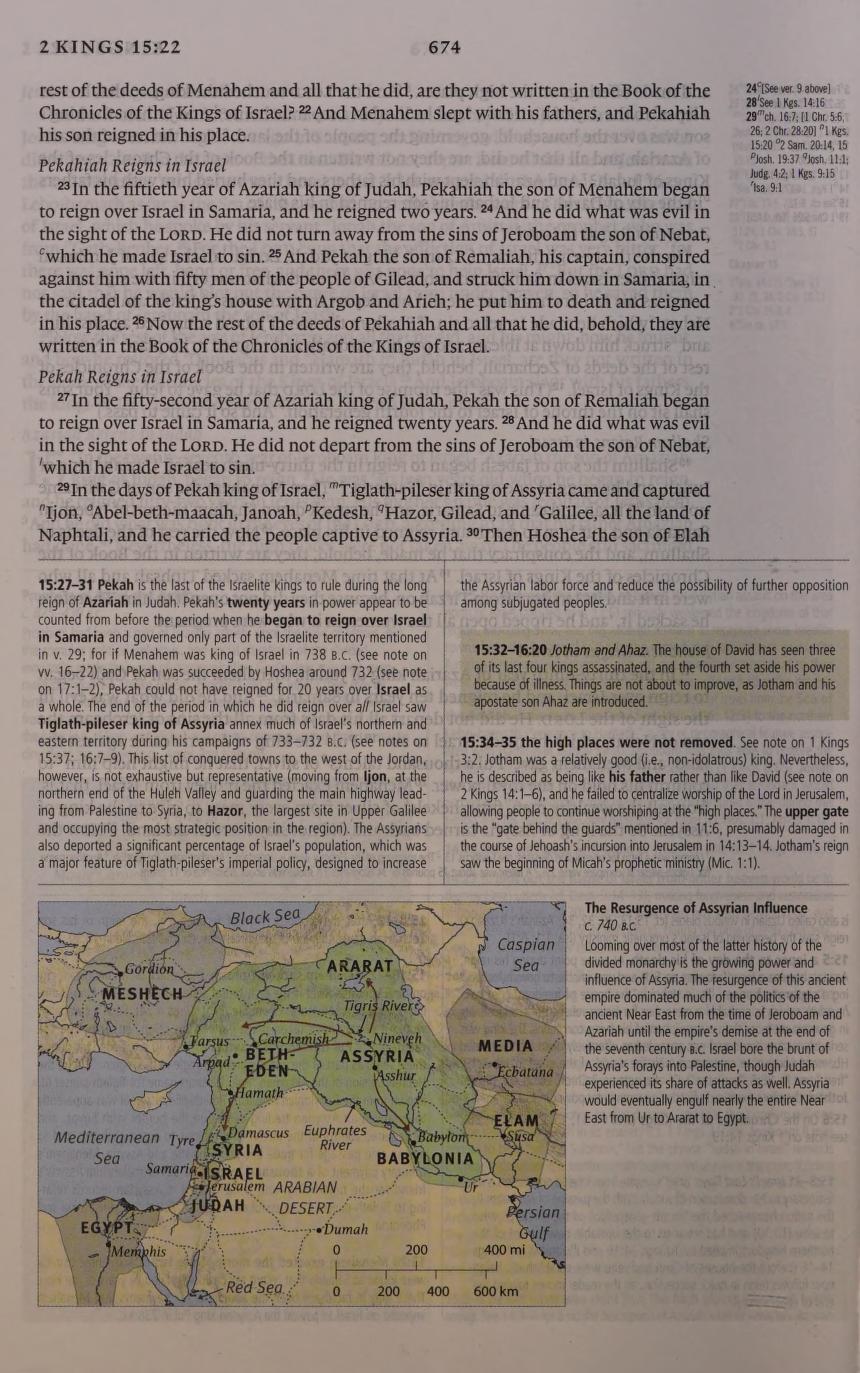 2 KINGS 15:22
674
rest of the deeds of Menahem and all that he did, are they not written in the Book of the
Chronicles of the Kings of Israel? ²² And Menahem slept with his fathers, and Pekahiah
his son reigned in his place.
Pekahiah Reigns in Israel
²³ In the fiftieth year of Azariah king of Judah, Pekahiah the son of Menahem began
to reign over Israel in Samaria, and he reigned two years. ²⁴ And he did what was evil in
the sight of the LORD. He did not turn away from the sins of Jeroboam the son of Nebat,
ᶜwhich he made Israel to sin. ²⁵ And Pekah the son of Remaliah, his captain, conspired
against him with fifty men of the people of Gilead, and struck him down in Samaria, in
the citadel of the king's house with Argob and Arieh; he put him to death and reigned
in his place. ²⁶ Now the rest of the deeds of Pekahiah and all that he did, behold, they are
written in the Book of the Chronicles of the Kings of Israel.
Pekah Reigns in Israel
²⁷ In the fifty-second year of Azariah king of Judah, Pekah the son of Remaliah began
to reign over Israel in Samaria, and he reigned twenty years. ²⁸ And he did what was evil
in the sight of the LORD. He did not depart from the sins of Jeroboam the son of Nebat,
ˡwhich he made Israel to sin.
²⁹ In the days of Pekah king of Israel, ᵐTiglath-pileser king of Assyria came and captured
ⁿIjon, ᵒAbel-beth-maacah, Janoah, ᵖKedesh, ᑫHazor, Gilead, and ʳGalilee, all the land of
Naphtali, and he carried the people captive to Assyria. ³⁰ Then Hoshea the son of Elah
24ᶜ[See ver. 9 above]
28ˡSee 1 Kgs. 14:16
29ᵐch. 16:7; [1 Chr. 5:6,
26; 2 Chr. 28:20] ⁿ1 Kgs.
15:20 ᵒ2 Sam. 20:14, 15
ᵖJosh. 19:37 ᑫJosh. 11:1;
Judg. 4:2; 1 Kgs. 9:15
ʳIsa. 9:1
15:27–31 Pekah is the last of the Israelite kings to rule during the long
reign of Azariah in Judah. Pekah's twenty years in power appear to be
counted from before the period when he began to reign over Israel
in Samaria and governed only part of the Israelite territory mentioned
in v. 29; for if Menahem was king of Israel in 738 B.C. (see note on
vv. 16–22) and Pekah was succeeded by Hoshea around 732 (see note
on 17:1–2), Pekah could not have reigned for 20 years over Israel as
a whole. The end of the period in which he did reign over all Israel saw
Tiglath-pileser king of Assyria annex much of Israel's northern and
eastern territory during his campaigns of 733–732 B.C. (see notes on
15:37; 16:7–9). This list of conquered towns to the west of the Jordan,
however, is not exhaustive but representative (moving from Ijon, at the
northern end of the Huleh Valley and guarding the main highway lead-
ing from Palestine to Syria, to Hazor, the largest site in Upper Galilee
and occupying the most strategic position in the region). The Assyrians
also deported a significant percentage of Israel's population, which was
a major feature of Tiglath-pileser's imperial policy, designed to increase
the Assyrian labor force and reduce the possibility of further opposition
among subjugated peoples.
15:32–16:20 Jotham and Ahaz. The house of David has seen three
of its last four kings assassinated, and the fourth set aside his power
because of illness. Things are not about to improve, as Jotham and his
apostate son Ahaz are introduced.
15:34–35 the high places were not removed. See note on 1 Kings
3:2. Jotham was a relatively good (i.e., non-idolatrous) king. Nevertheless,
he is described as being like his father rather than like David (see note on
2 Kings 14:1–6), and he failed to centralize worship of the Lord in Jerusalem,
allowing people to continue worshiping at the "high places." The upper gate
is the "gate behind the guards" mentioned in 11:6, presumably damaged in
the course of Jehoash's incursion into Jerusalem in 14:13–14. Jotham's reign
saw the beginning of Micah's prophetic ministry (Mic. 1:1).
Black Sea
Caspian
Sea
Gordion
ARARAT
MESHECH
Tigris River
Tarsus
Carchemish
Nineveh
MEDIA
Arpad
BETH-
EDEN
ASSYRIA
Asshur
Ecbatana
Hamath
ELAM
Mediterranean
Sea
Tyre
Damascus
SYRIA
Euphrates
River
Babylon
Susa
BABYLONIA
Samaria
ISRAEL
Jerusalem
ARABIAN
DESERT
Ur
JUDAH
Persian
Gulf
EGYPT
Dumah
Memphis
0 200 400 mi
Red Sea
0 200 400 600 km
The Resurgence of Assyrian Influence
c. 740 B.C.
Looming over most of the latter history of the
divided monarchy is the growing power and
influence of Assyria. The resurgence of this ancient
empire dominated much of the politics of the
ancient Near East from the time of Jeroboam and
Azariah until the empire's demise at the end of
the seventh century B.C. Israel bore the brunt of
Assyria's forays into Palestine, though Judah
experienced its share of attacks as well. Assyria
would eventually engulf nearly the entire Near
East from Ur to Ararat to Egypt.